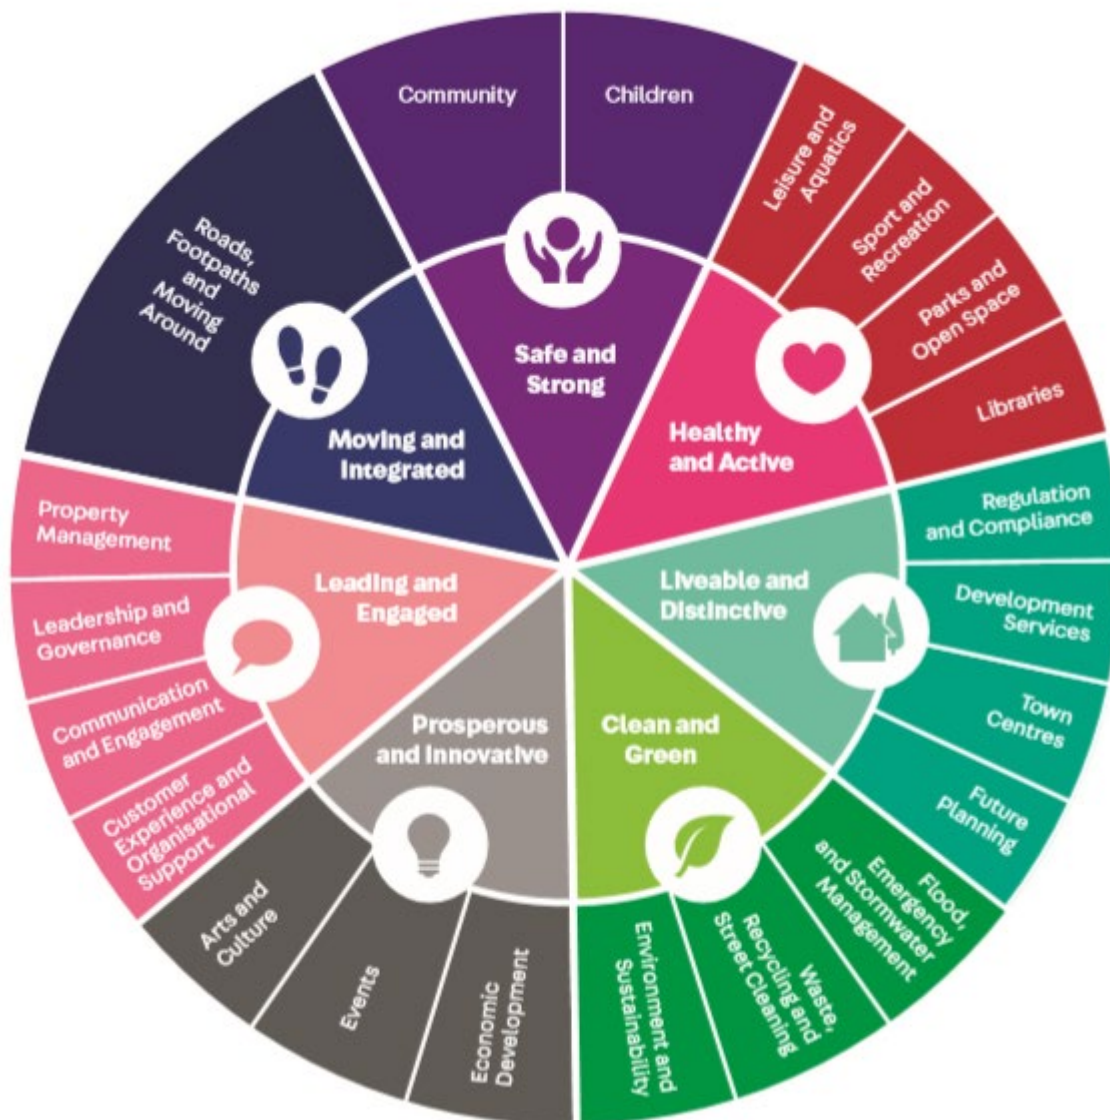 Community
Children
Leisure and
Aquatics
Sport and
Recreation
Parks and
Open Space
Libraries
Regulation
and Compliance
Development
Services
Town
Centres
Future
Planning
Flood,
Emergency
and Stormwater
Management
Waste,
Recycling and
Street Cleaning
Environment and
Sustainability
Economic
Development
Events
Arts and
Culture
Customer
Experience and
Organisational
Support
Communication
and Engagement
Leadership and
Governance
Property
Management
Roads,
Footpaths
and
Moving
Around
Safe and
Strong
Healthy
and Active
Liveable and
Distinctive
Clean and
Green
Prosperous
and Innovative
Leading and
Engaged
Moving and
Integrated